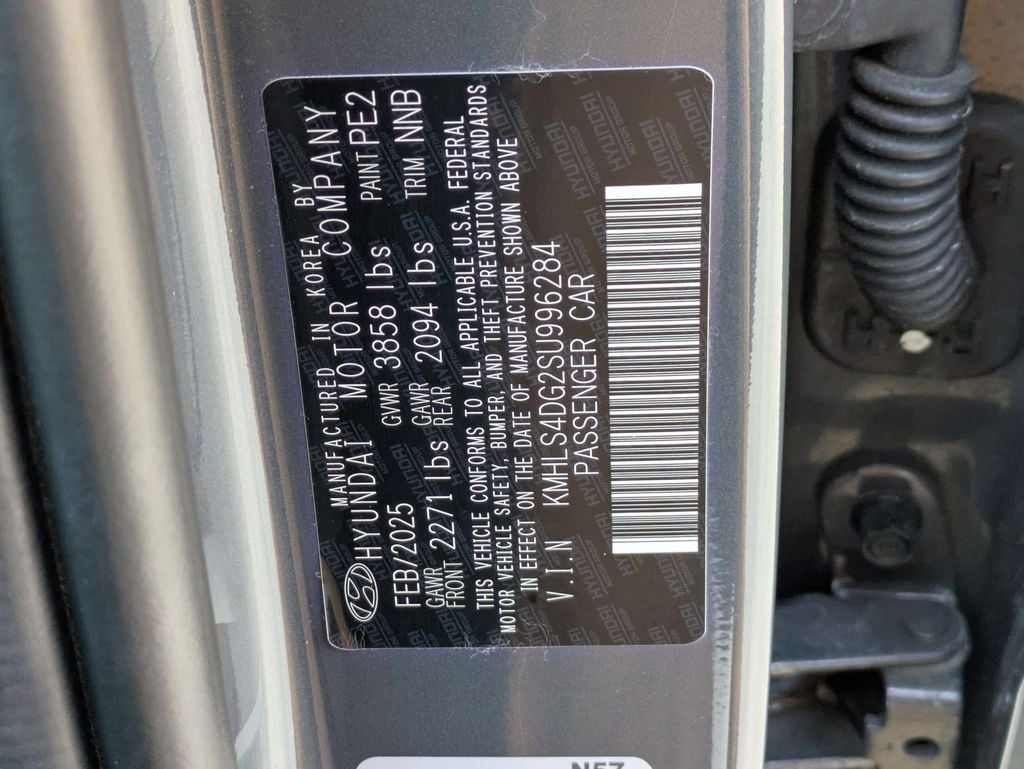 MANUFACTURED IN KOREA BY
HYUNDAI MOTOR COMPANY
FEB/2025 GVWR 3858 lbs PAINT PE2
GAWR FRONT 2271 lbs GAWR REAR 2094 lbs TRIM NNB
THIS VEHICLE CONFORMS TO ALL APPLICABLE U.S.A. FEDERAL
MOTOR VEHICLE SAFETY, BUMPER, AND THEFT PREVENTION STANDARDS
IN EFFECT ON THE DATE OF MANUFACTURE SHOWN ABOVE
V.I.N KMHLS4DG2SU996284
PASSENGER CAR